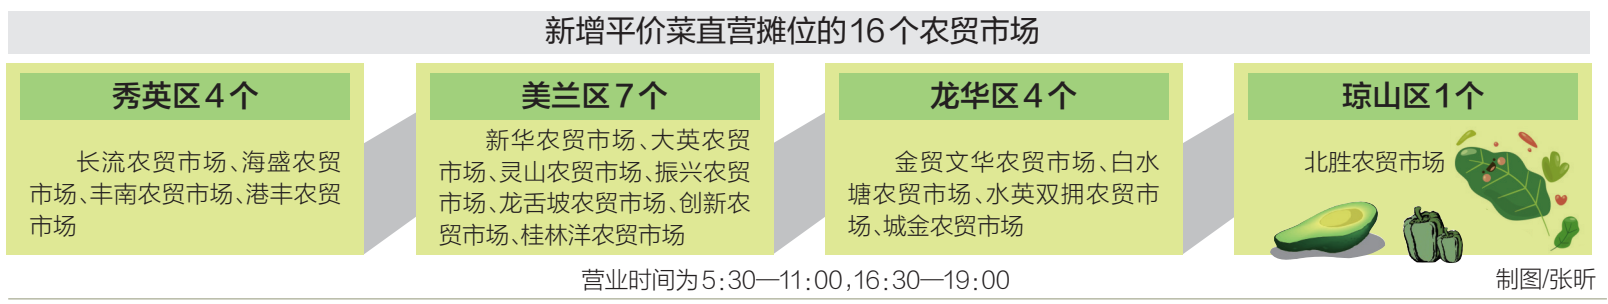 新增平价菜直营摊位的16个农贸市场
秀英区4个
长流农贸市场、海盛农贸
市场、丰南农贸市场、港丰农贸
市场
美兰区7个
新华农贸市场、大英农贸
市场、灵山农贸市场、振兴农贸
市场、龙舌坡农贸市场、创新农
贸市场、桂林洋农贸市场
龙华区4个
金贸文华农贸市场、白水
塘农贸市场、水英双拥农贸市
场、城金农贸市场
琼山区1个
北胜农贸市场
营业时间为5:30—11:00,16:30—19:00
制图/张昕